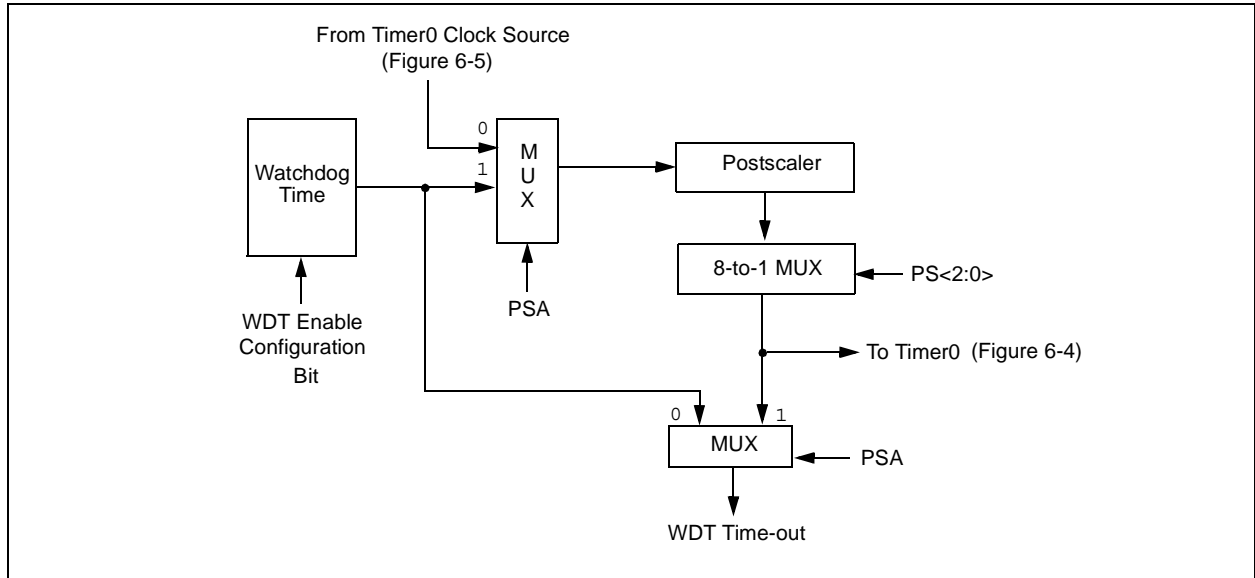 From Timer0 Clock Source
(Figure 6-5)
0
1
M
U
X
Watchdog
Time
Postscaler
8-to-1 MUX
PS<2:0>
PSA
WDT Enable
Configuration
Bit
To Timer0 (Figure 6-4)
0
1
MUX
PSA
WDT Time-out